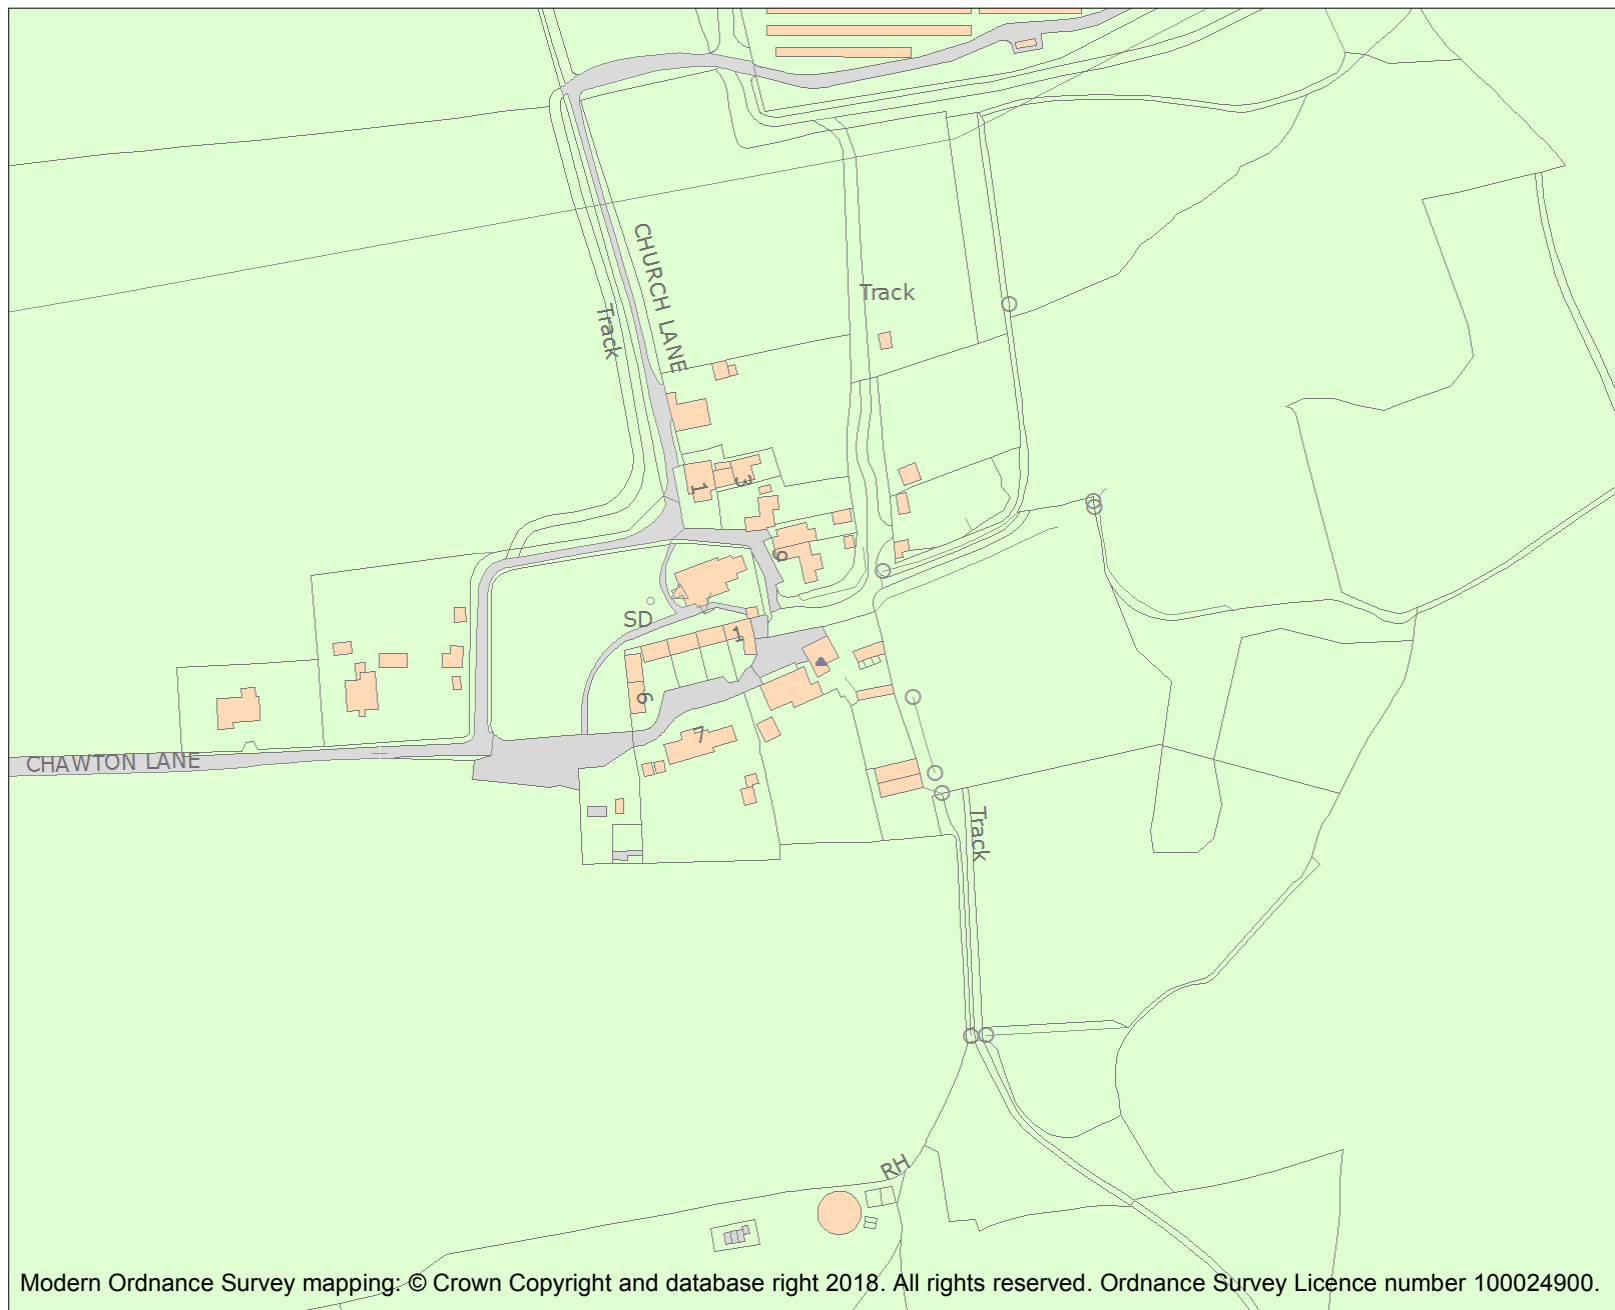 CHURCH LANE
Track
Track
1
3
9
SD
1
6
7
CHAWTON LANE
Track
RH
Modern Ordnance Survey mapping: © Crown Copyright and database right 2018. All rights reserved. Ordnance Survey Licence number 100024900.